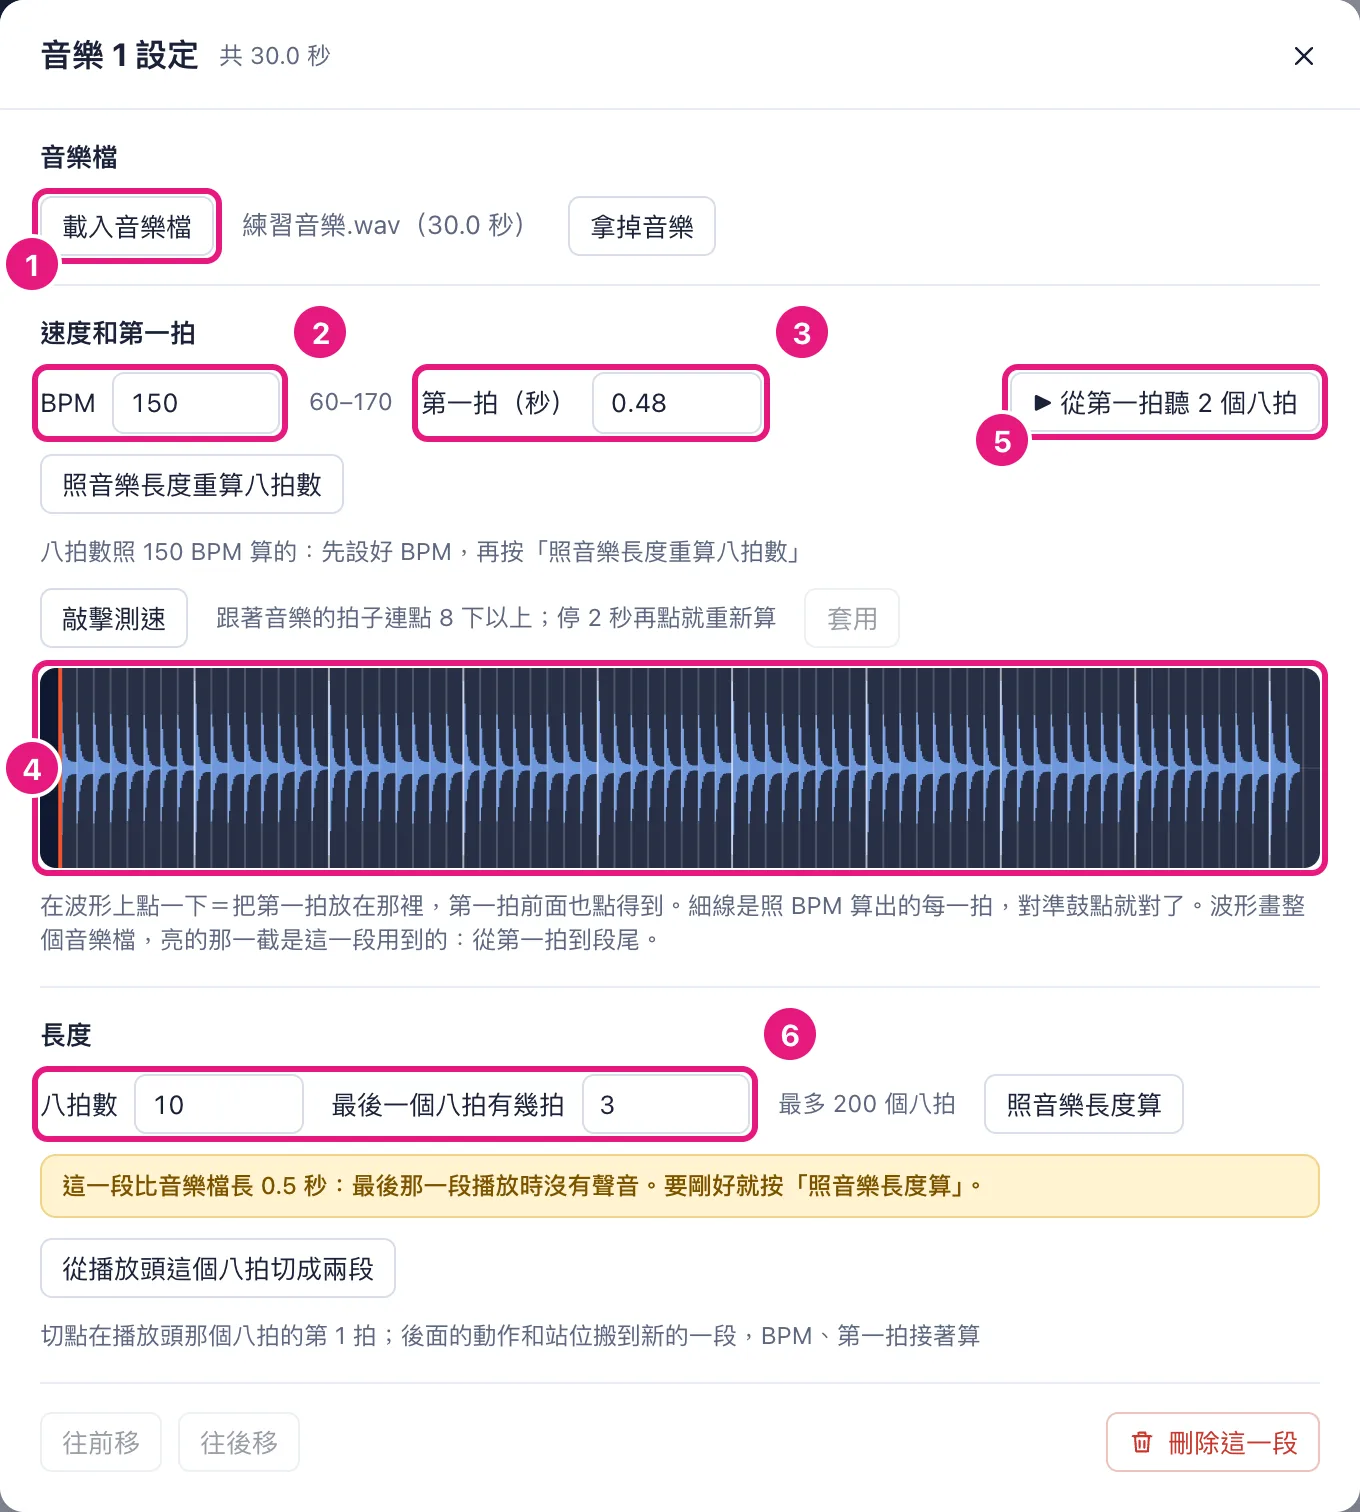 音樂 1 設定 共 30.0 秒
音樂檔
載入音樂檔 練習音樂.wav（30.0 秒） 拿掉音樂
1
速度和第一拍 2 3
BPM 150 60–170 第一拍（秒） 0.48 ▶ 從第一拍聽 2 個八拍
5
照音樂長度重算八拍數
八拍數照 150 BPM 算的：先設好 BPM，再按「照音樂長度重算八拍數」
敲擊測速 跟著音樂的拍子連點 8 下以上；停 2 秒再點就重新算 套用
4
在波形上點一下＝把第一拍放在那裡，第一拍前面也點得到。細線是照 BPM 算出的每一拍，對準鼓點就對了。波形畫整
個音樂檔，亮的那一截是這一段用到的：從第一拍到段尾。
長度 6
八拍數 10 最後一個八拍有幾拍 3 最多 200 個八拍 照音樂長度算
這一段比音樂檔長 0.5 秒：最後那一段播放時沒有聲音。要剛好就按「照音樂長度算」。
從播放頭這個八拍切成兩段
切點在播放頭那個八拍的第 1 拍；後面的動作和站位搬到新的一段，BPM、第一拍接著算
往前移 往後移 刪除這一段